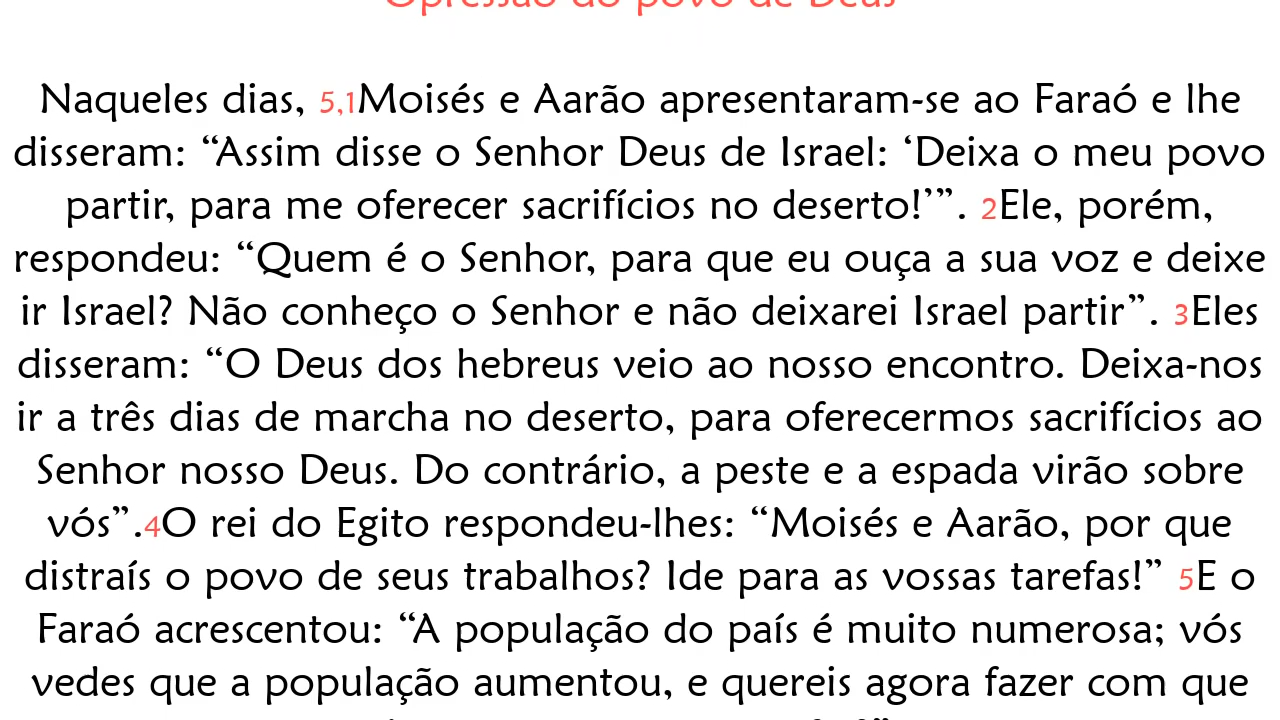 Opressão do povo de Deus
Naqueles dias, 5,1Moisés e Aarão apresentaram-se ao Faraó e lhe
disseram: “Assim disse o Senhor Deus de Israel: ‘Deixa o meu povo
partir, para me oferecer sacrifícios no deserto!’”. 2Ele, porém,
respondeu: “Quem é o Senhor, para que eu ouça a sua voz e deixe
ir Israel? Não conheço o Senhor e não deixarei Israel partir”. 3Eles
disseram: “O Deus dos hebreus veio ao nosso encontro. Deixa-nos
ir a três dias de marcha no deserto, para oferecermos sacrifícios ao
Senhor nosso Deus. Do contrário, a peste e a espada virão sobre
vós”.4O rei do Egito respondeu-lhes: “Moisés e Aarão, por que
distraís o povo de seus trabalhos? Ide para as vossas tarefas!” 5E o
Faraó acrescentou: “A população do país é muito numerosa; vós
vedes que a população aumentou, e quereis agora fazer com que